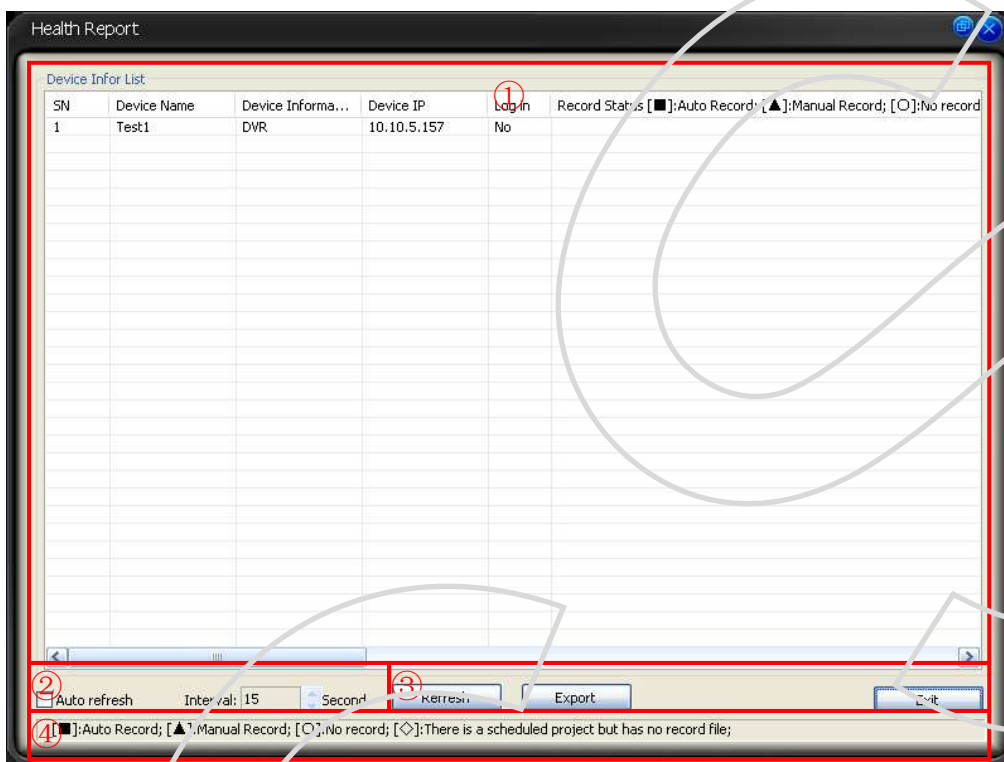 Health Report
Device Infor List
①
SN Device Name Device Informa... Device IP Log in Record Status [■]:Auto Record; [▲]:Manual Record; [○]:No record
1 Test1 DVR 10.10.5.157 No
② ③
Auto refresh Interval: 15 Second Refresh Export Exit
④ [■]:Auto Record; [▲]:Manual Record; [○]:No record; [◇]:There is a scheduled project but has no record file;